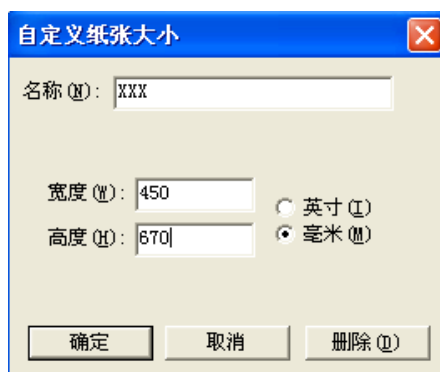 自定义纸张大小
名称(N): XXX
宽度(W): 450
英寸(I)
高度(H): 670
毫米(M)
确定 取消 删除(D)